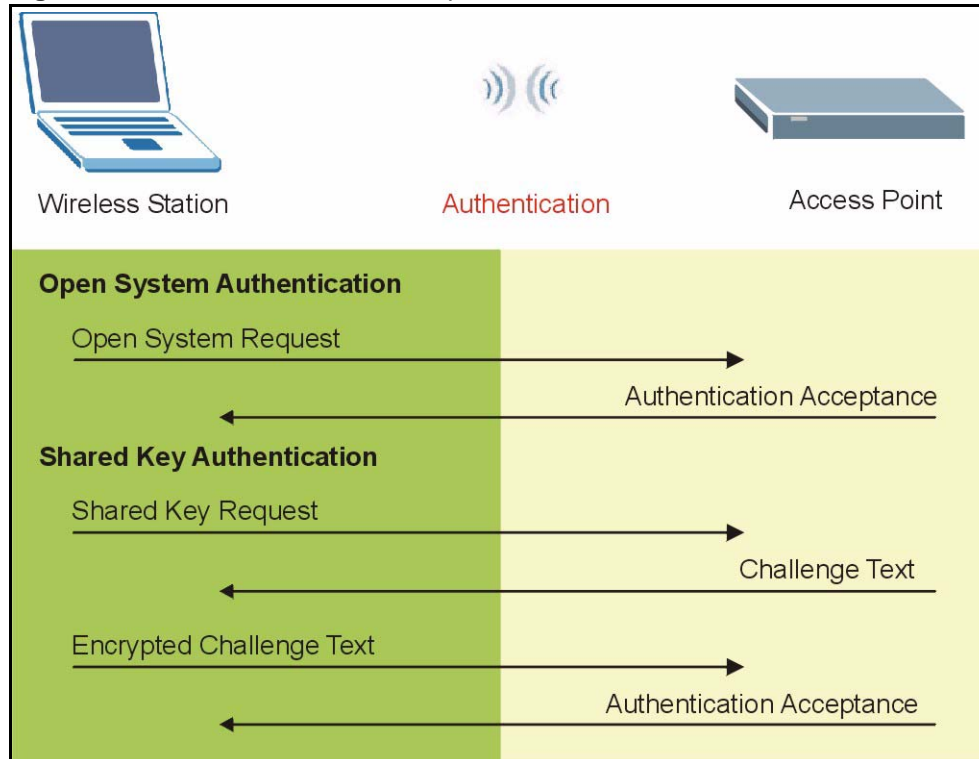 Wireless Station
Authentication
Access Point
Open System Authentication
Open System Request
Authentication Acceptance
Shared Key Authentication
Shared Key Request
Challenge Text
Encrypted Challenge Text
Authentication Acceptance